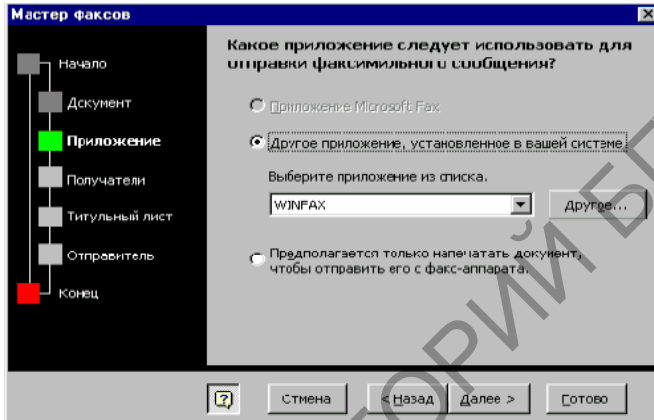 Мастер факсов
Какое приложение следует использовать для
отправки факсимильного сообщения?
Начало
Документ
Приложение
Получатели
Титульный лист
Отправитель
Конец
Приложение Microsoft Fax
Другое приложение, установленное в вашей системе
Выберите приложение из списка.
WINFAX
Другое...
Предполагается только напечатать документ,
чтобы отправить его с факс-аппарата.
Отмена
< Назад
Далее >
Готово